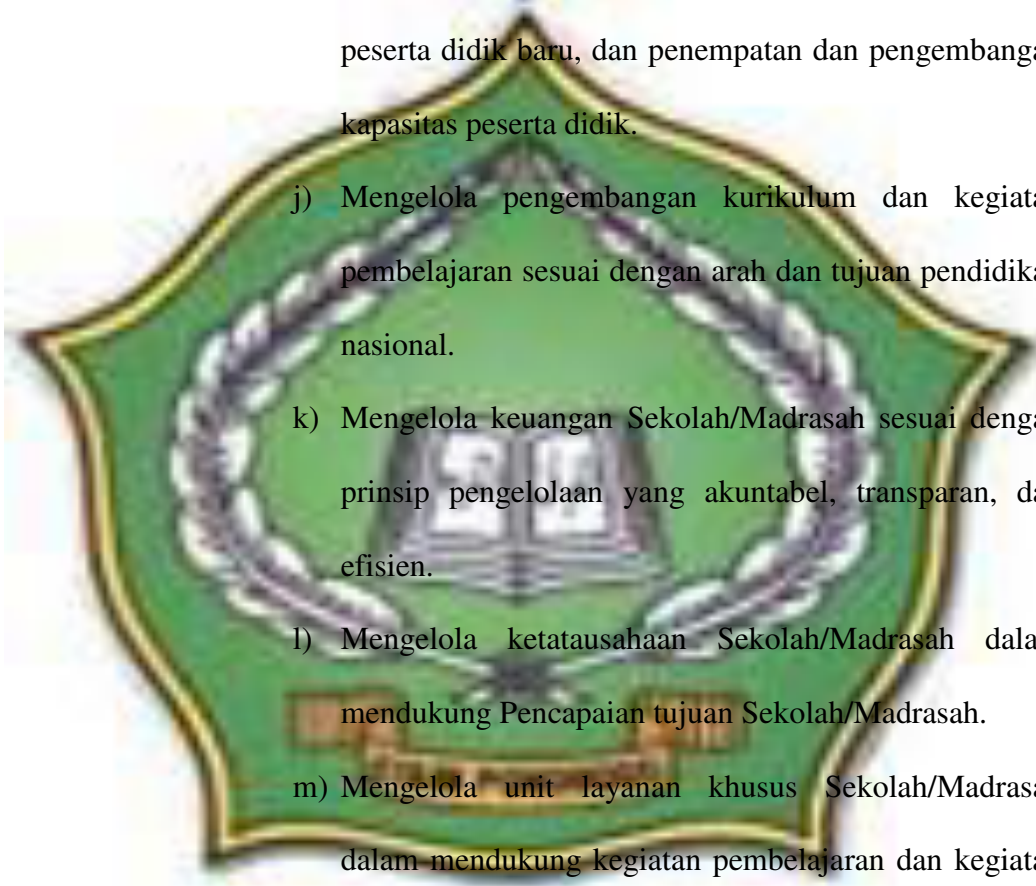 peserta didik baru, dan penempatan dan pengembanga
kapasitas peserta didik.
j) Mengelola pengembangan kurikulum dan kegiata
pembelajaran sesuai dengan arah dan tujuan pendidika
nasional.
k) Mengelola keuangan Sekolah/Madrasah sesuai denga
prinsip pengelolaan yang akuntabel, transparan, da
efisien.
l) Mengelola ketatausahaan Sekolah/Madrasah dala
mendukung Pencapaian tujuan Sekolah/Madrasah.
m) Mengelola unit layanan khusus Sekolah/Madrasa
dalam mendukung kegiatan pembelajaran dan kegiata